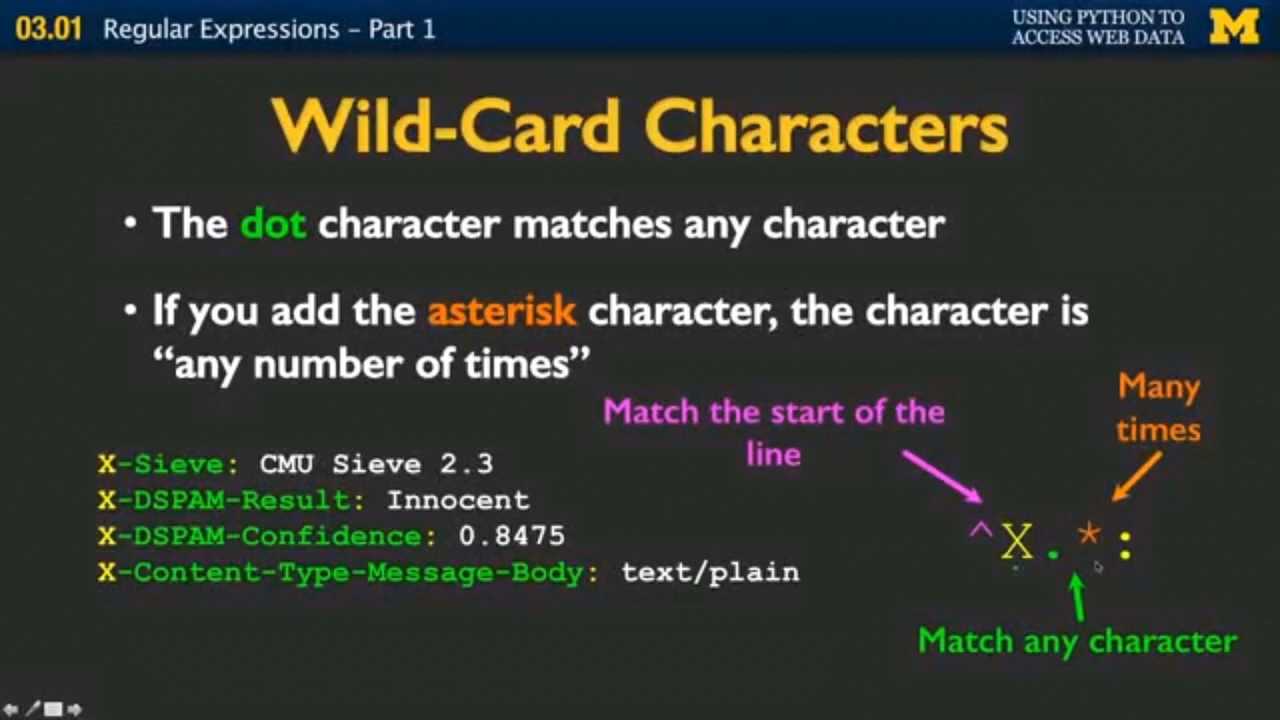 03.01 Regular Expressions – Part 1
USING PYTHON TO
ACCESS WEB DATA
M
Wild-Card Characters
• The dot character matches any character
• If you add the asterisk character, the character is
“any number of times”
Many
times
Match the start of the
line
X-Sieve: CMU Sieve 2.3
X-DSPAM-Result: Innocent
X-DSPAM-Confidence: 0.8475
X-Content-Type-Message-Body: text/plain
^X.*:
Match any character